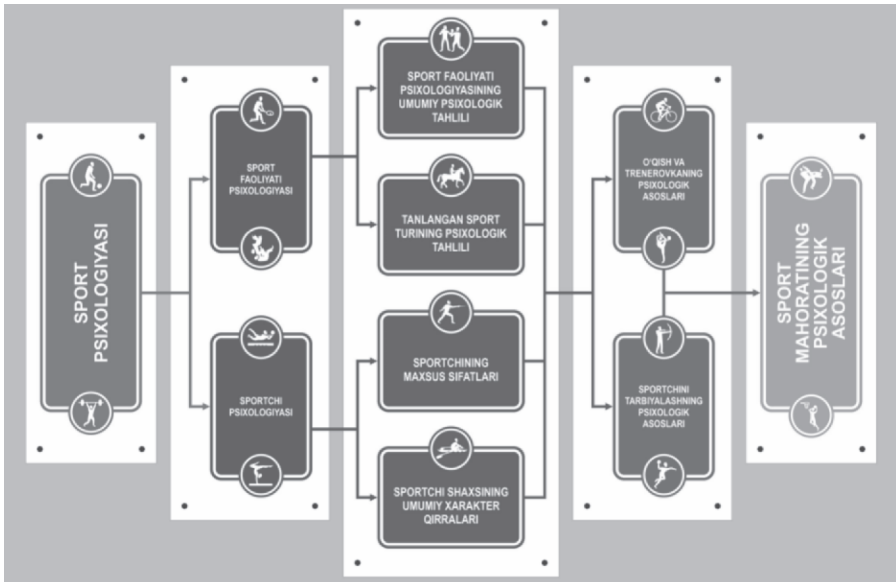 SPORT
PSIXOLOGIYASI
SPORT
FAOLIYATI
PSIXOLOGIYASI
SPORTCHI
PSIXOLOGIYASI
SPORT FAOLIYATI
PSIXOLOGIYASINING
UMUMIY PSIXOLOGIK
TAHLILI
TANLANGAN SPORT
TURINING PSIXOLOGIK
TAHLILI
SPORTCHINING
MAXSUS SIFATLARI
SPORTCHI SHAXSINING
UMUMIY XARAKTER
QIRRALARI
O'QISH VA
TRENEROVKANING
PSIXOLOGIK
ASOSLARI
SPORTCHINI
TARBIYALASHNING
PSIXOLOGIK
ASOSLARI
SPORT
MAHORATINING
PSIXOLOGIK
ASOSLARI